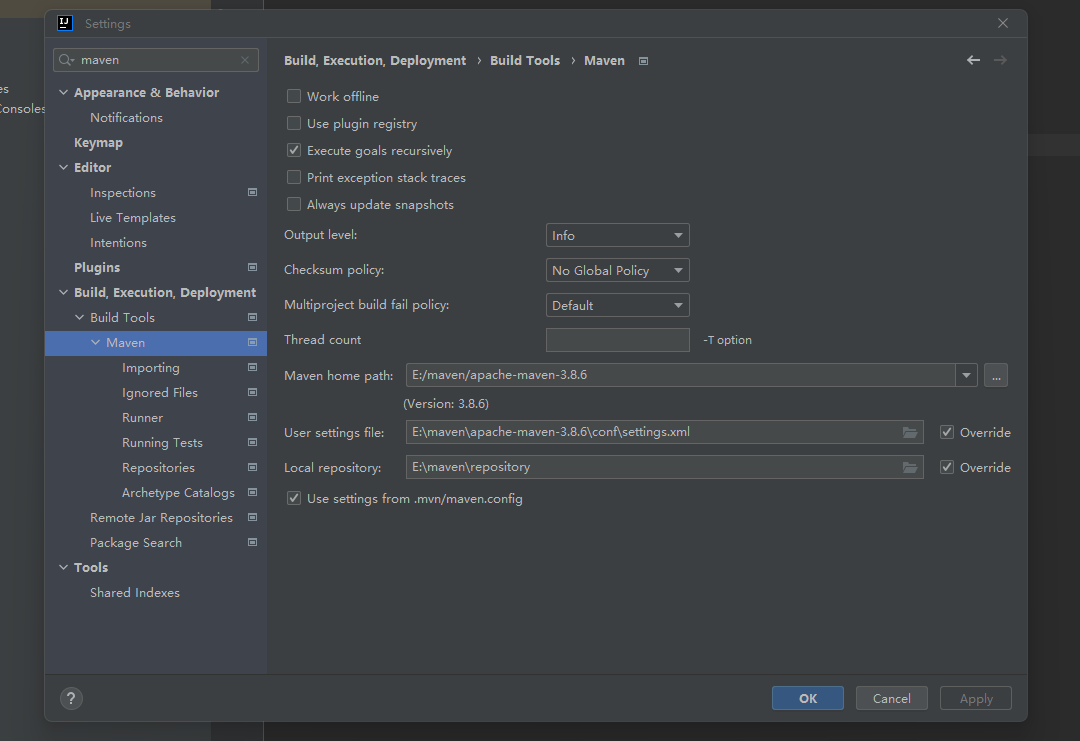 Settings
maven
Appearance & Behavior
Notifications
Keymap
Editor
Inspections
Live Templates
Intentions
Plugins
Build, Execution, Deployment
Build Tools
Maven
Importing
Ignored Files
Runner
Running Tests
Repositories
Archetype Catalogs
Remote Jar Repositories
Package Search
Tools
Shared Indexes
Build, Execution, Deployment › Build Tools › Maven
Work offline
Use plugin registry
Execute goals recursively
Print exception stack traces
Always update snapshots
Output level: Info
Checksum policy: No Global Policy
Multiproject build fail policy: Default
Thread count -T option
Maven home path: E:/maven/apache-maven-3.8.6 ...
(Version: 3.8.6)
User settings file: E:\maven\apache-maven-3.8.6\conf\settings.xml Override
Local repository: E:\maven\repository Override
Use settings from .mvn/maven.config
? OK Cancel Apply
es
Consoles